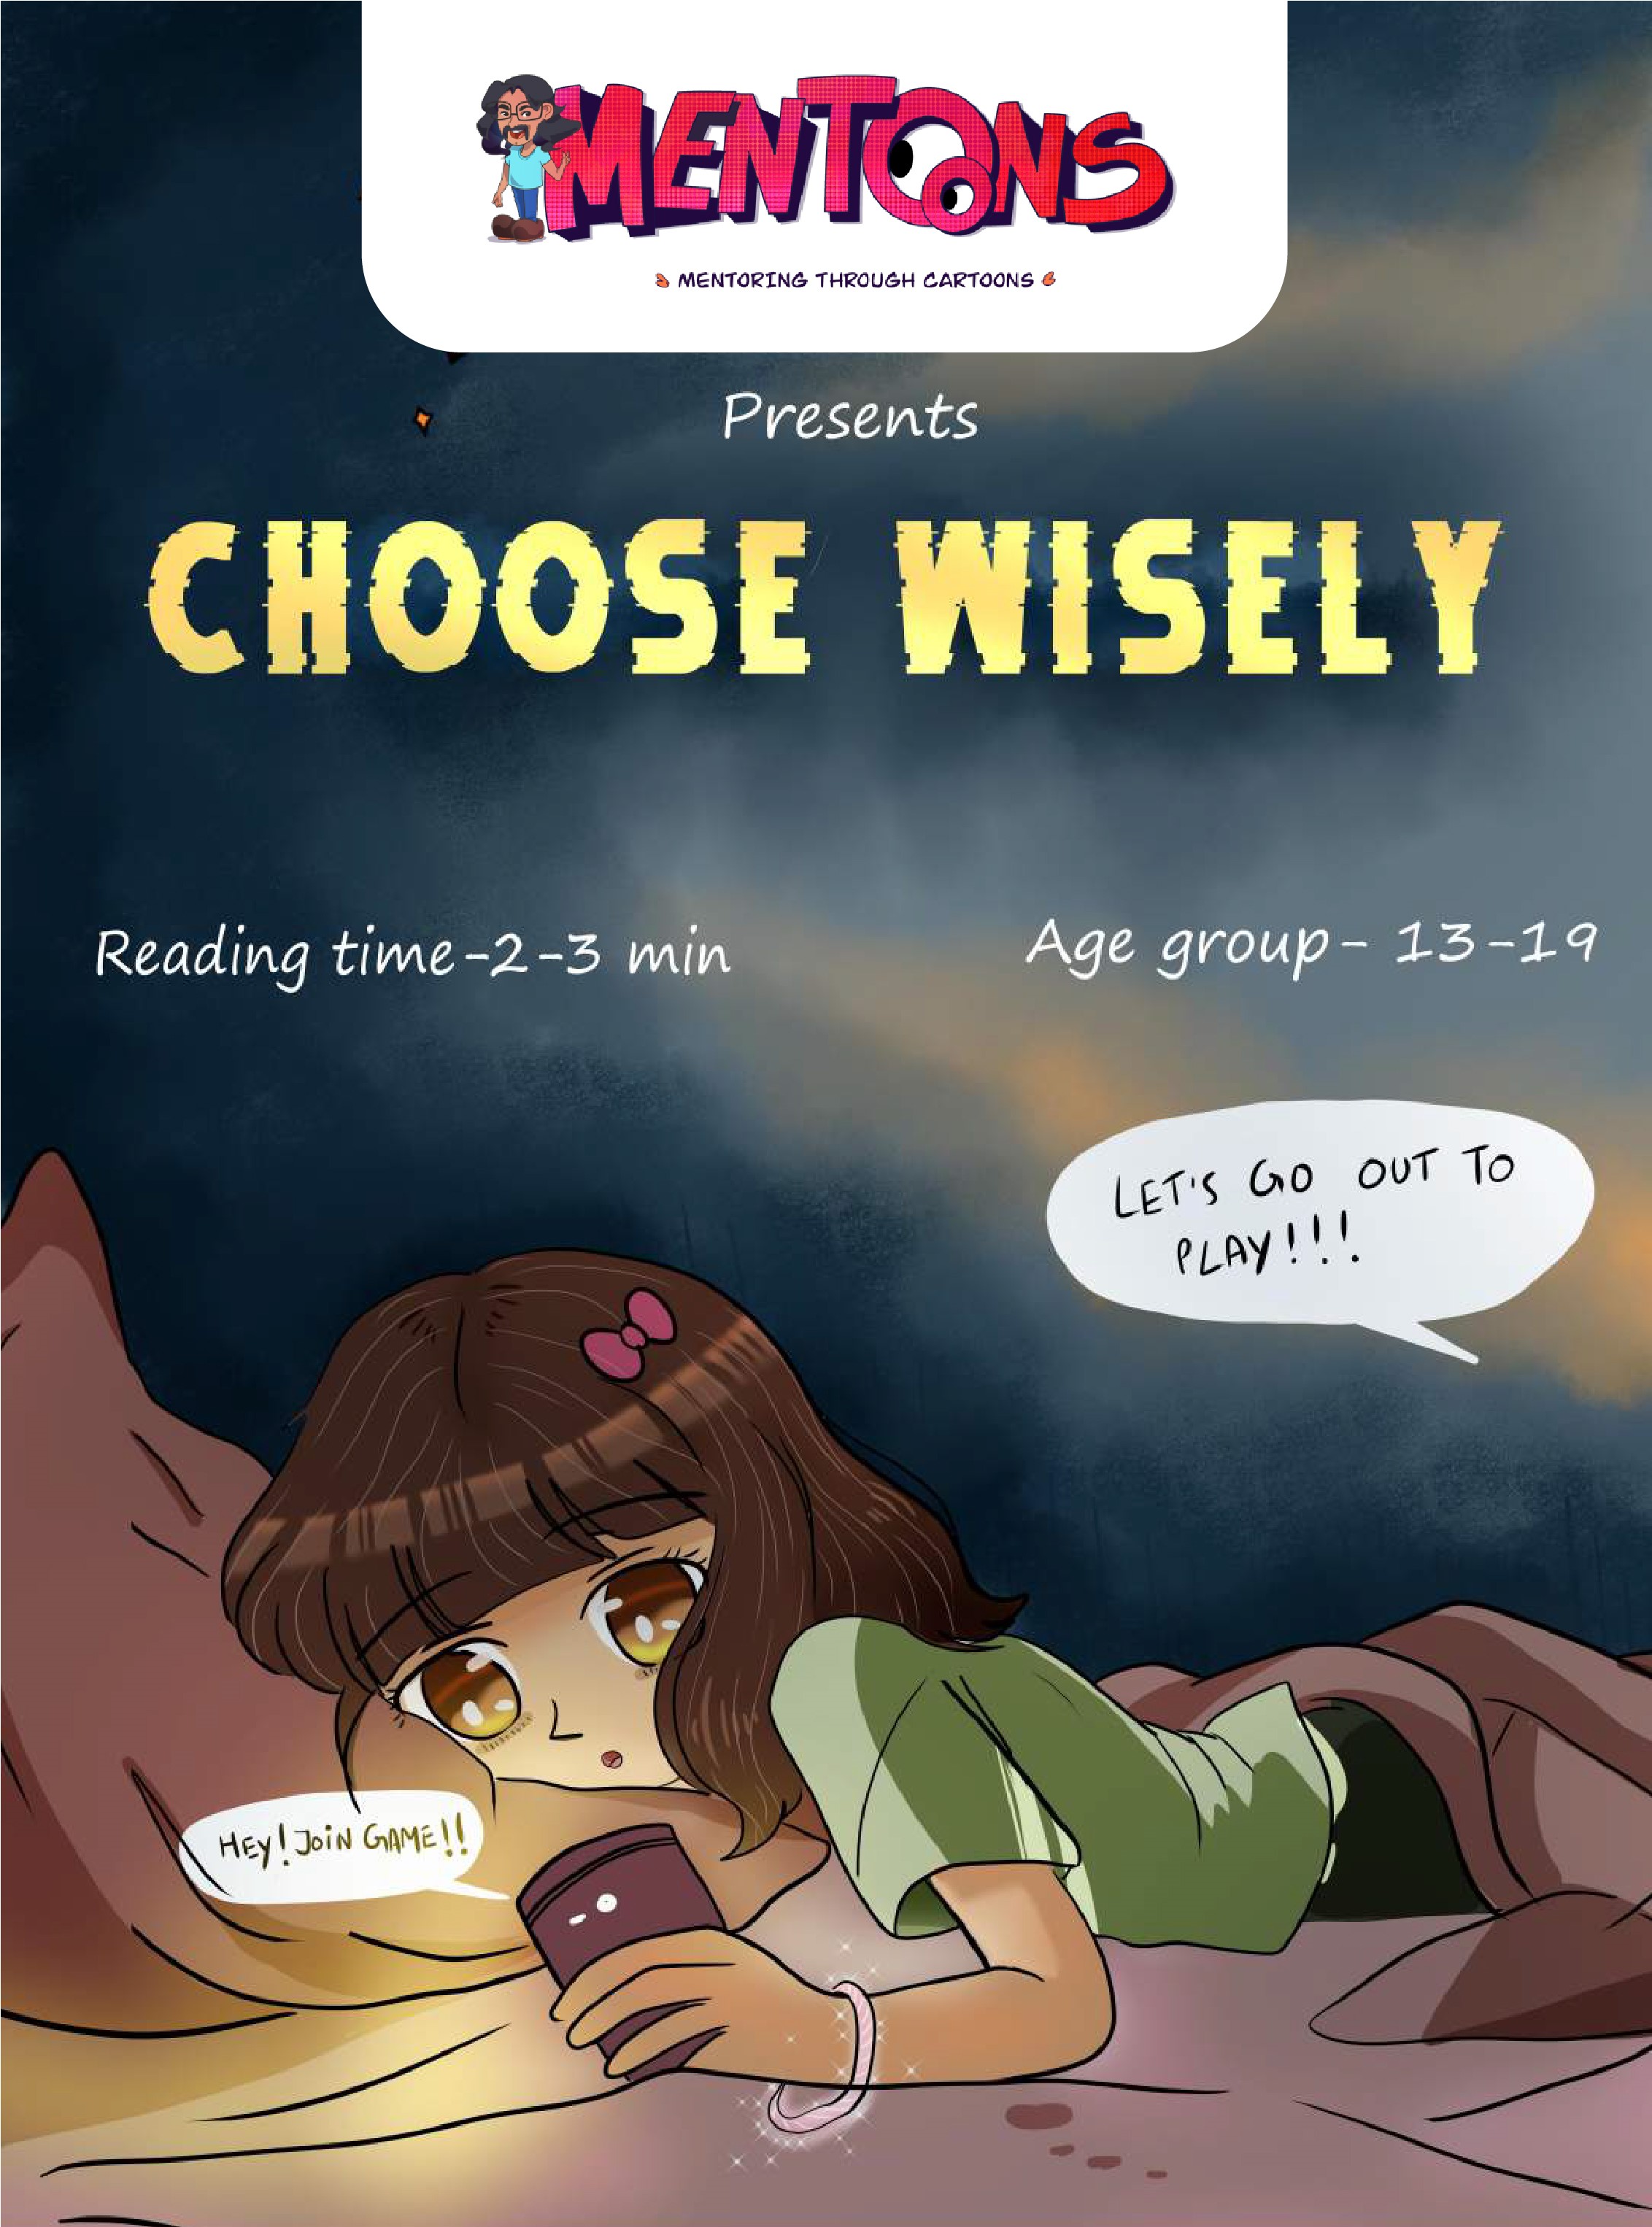 MENTOONS
MENTORING THROUGH CARTOONS
Presents
CHOOSE WISELY
Reading time-2-3 min
Age group- 13-19
LET'S GO OUT TO
PLAY!!!
HEY! JOIN GAME!!